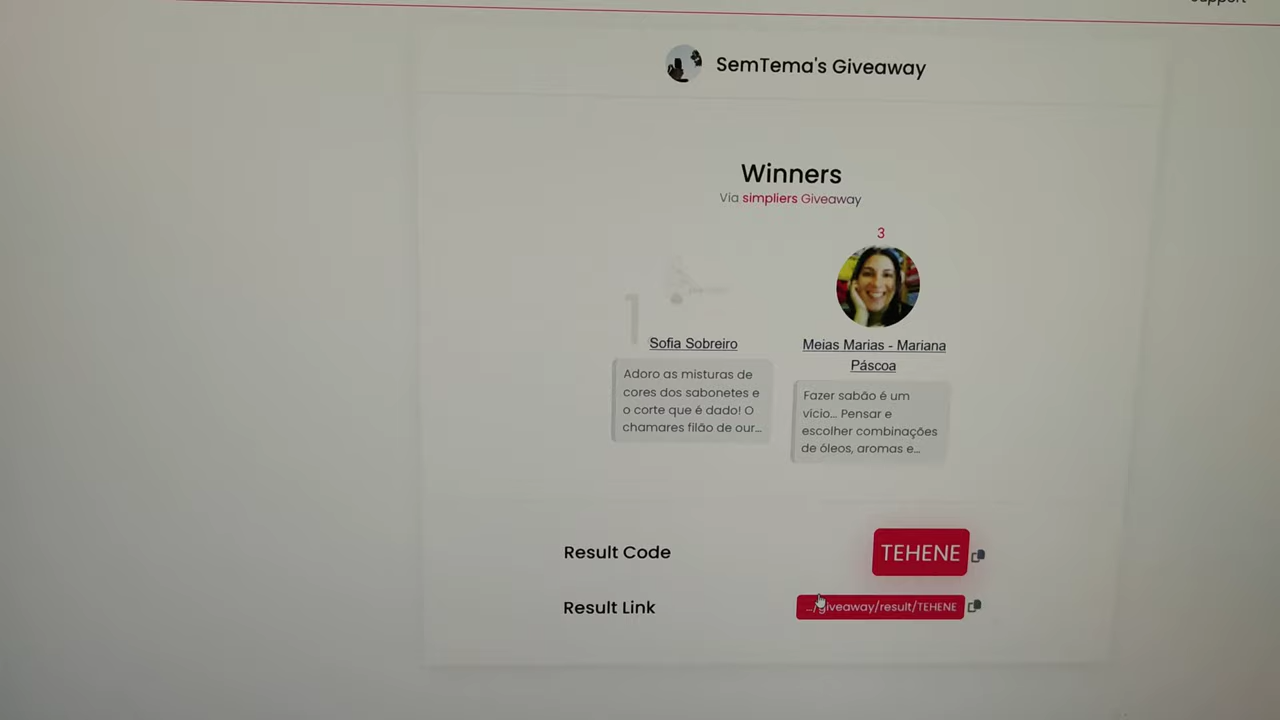 support
SemTema's Giveaway
Winners
Via simpliers Giveaway
3
1
Sofia Sobreiro
Adoro as misturas de
cores dos sabonetes e
o corte que é dado! O
chamares filão de our...
Meias Marias - Mariana
Páscoa
Fazer sabão é um
vício... Pensar e
escolher combinações
de óleos, aromas e...
Result Code
TEHENE
Result Link
.../giveaway/result/TEHENE